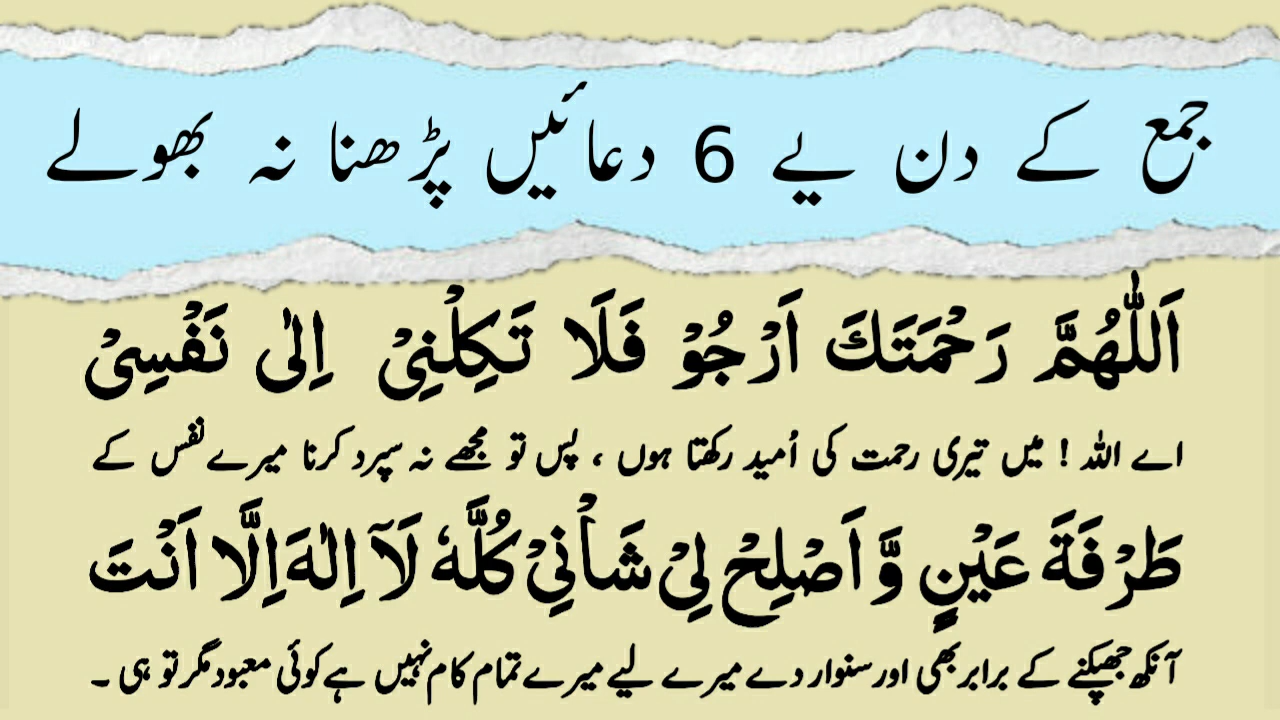 جمع کے دن یے 6 دعائیں پڑھنا نہ بھولے
اَللّٰهُمَّ رَحْمَتَكَ اَرْجُوْ فَلَا تَكِلْنِيْ اِلٰى نَفْسِيْ
اے اللہ ! میں تیری رحمت کی اُمید رکھتا ہوں ، پس تو مجھے نہ سپرد کرنا میرے نفس کے
طَرْفَةَ عَيْنٍ وَّاَصْلِحْ لِيْ شَاْنِيْ كُلَّهٗ لَآ اِلٰهَ اِلَّا اَنْتَ
آنکھ جھپکنے کے برابر بھی اور سنوار دے میرے لیے میرے تمام کام نہیں ہے کوئی معبود مگر تو ہی ۔